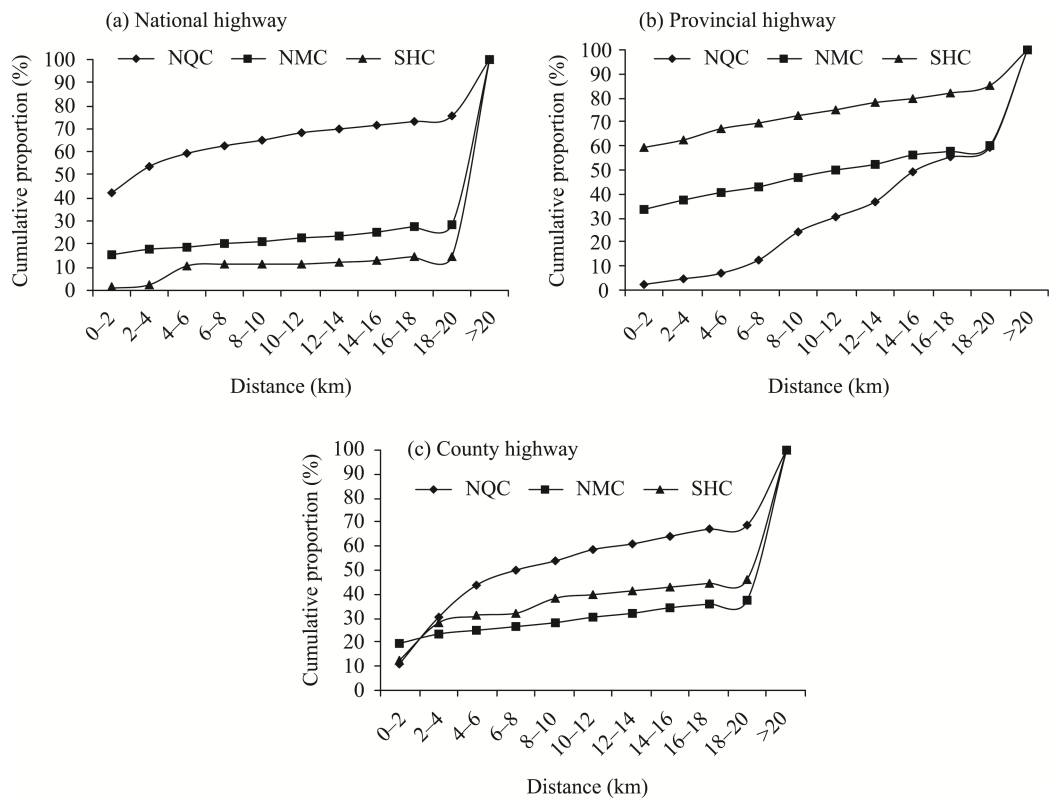 (a) National highway
NQC NMC SHC
Cumulative proportion (%)
100
90
80
70
60
50
40
30
20
10
0
0–2 2–4 4–6 6–8 8–10 10–12 12–14 14–16 16–18 18–20 >20
Distance (km)
(b) Provincial highway
NQC NMC SHC
Cumulative proportion (%)
100
90
80
70
60
50
40
30
20
10
0
0–2 2–4 4–6 6–8 8–10 10–12 12–14 14–16 16–18 18–20 >20
Distance (km)
(c) County highway
NQC NMC SHC
Cumulative proportion (%)
100
90
80
70
60
50
40
30
20
10
0
0–2 2–4 4–6 6–8 8–10 10–12 12–14 14–16 16–18 18–20 >20
Distance (km)